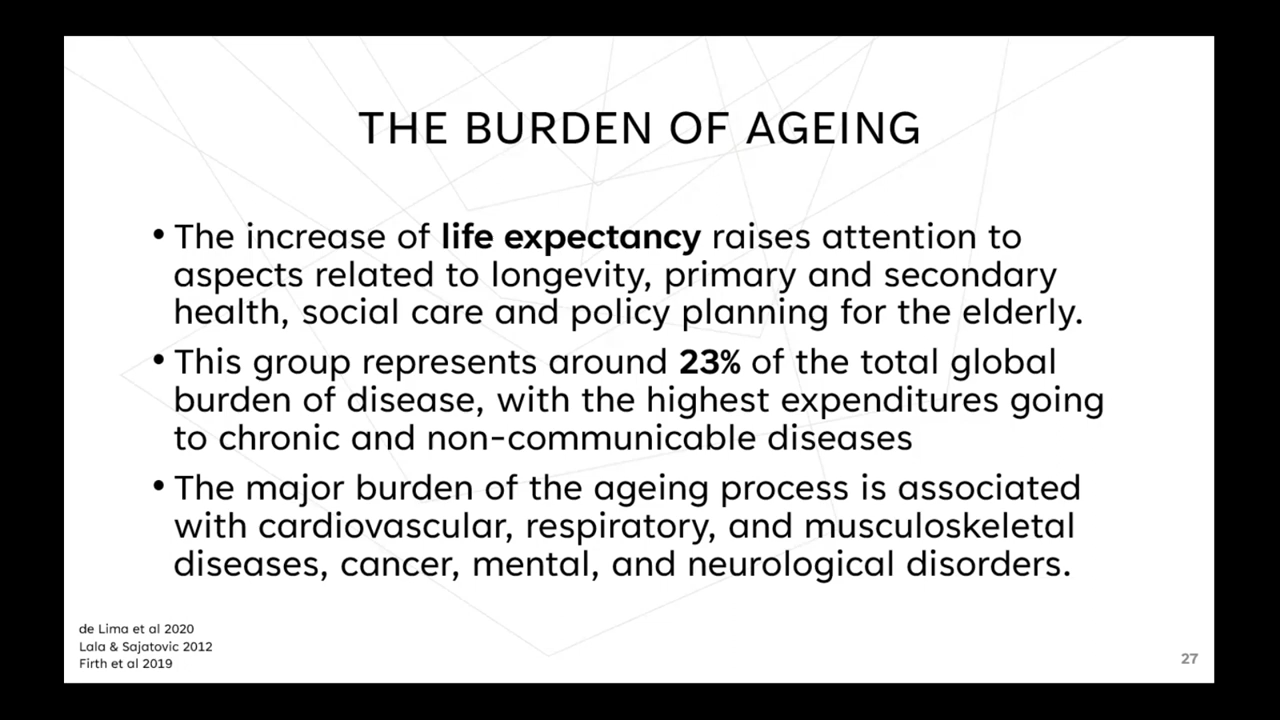 THE BURDEN OF AGEING
• The increase of life expectancy raises attention to
aspects related to longevity, primary and secondary
health, social care and policy planning for the elderly.
• This group represents around 23% of the total global
burden of disease, with the highest expenditures going
to chronic and non-communicable diseases
• The major burden of the ageing process is associated
with cardiovascular, respiratory, and musculoskeletal
diseases, cancer, mental, and neurological disorders.
de Lima et al 2020
Lala & Sajatovic 2012
Firth et al 2019
27